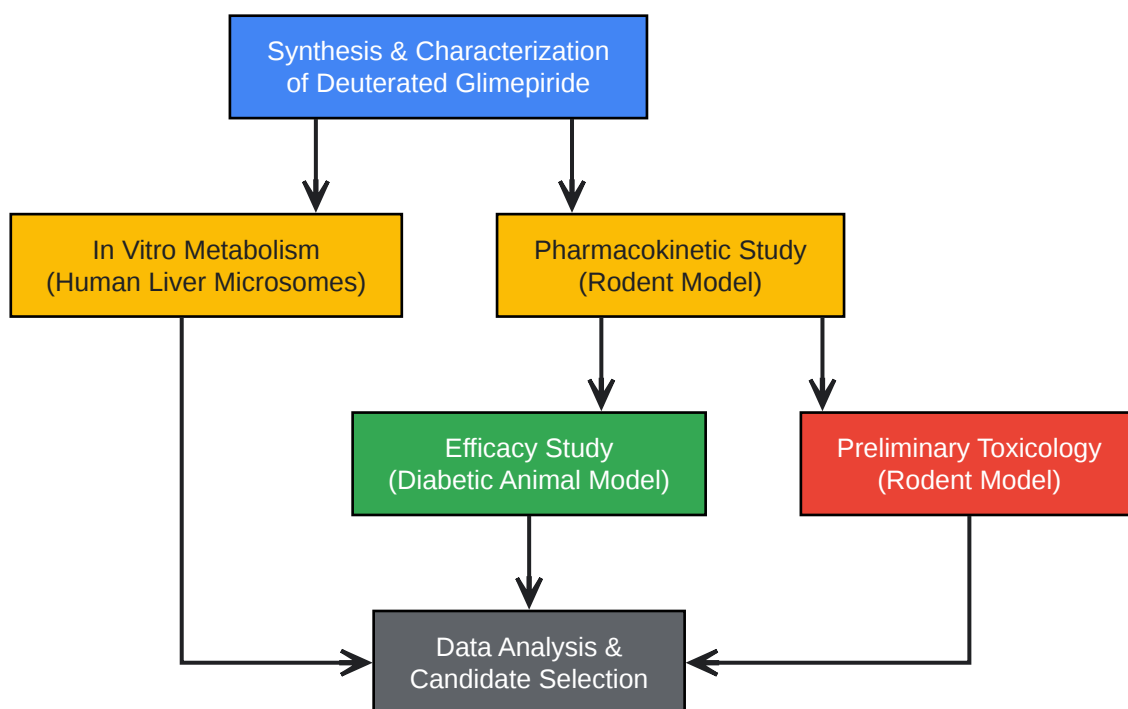 Synthesis & Characterization
of Deuterated Glimepiride
In Vitro Metabolism
(Human Liver Microsomes)
Pharmacokinetic Study
(Rodent Model)
Efficacy Study
(Diabetic Animal Model)
Preliminary Toxicology
(Rodent Model)
Data Analysis &
Candidate Selection